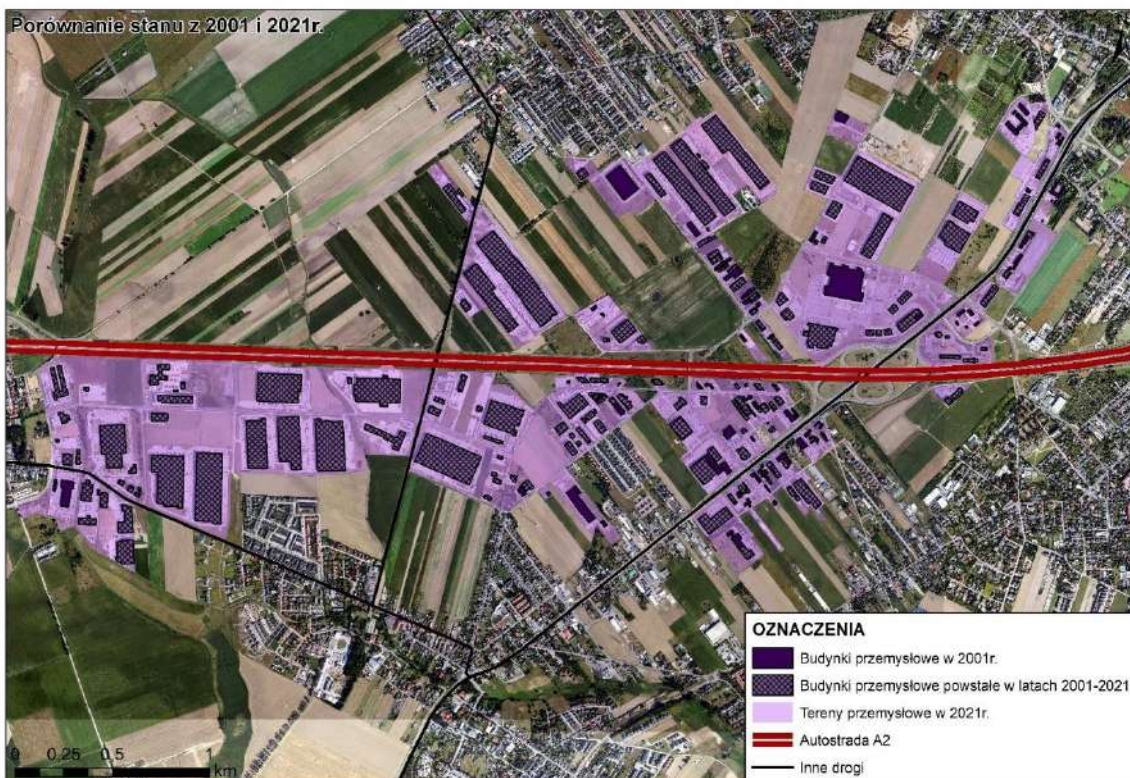 Porównanie stanu z 2001 i 2021r.
OZNACZENIA
Budynki przemysłowe w 2001r.
Budynki przemysłowe powstałe w latach 2001-2021
Tereny przemysłowe w 2021r.
Autostrada A2
Inne drogi
0 0.25 0.5 1
km